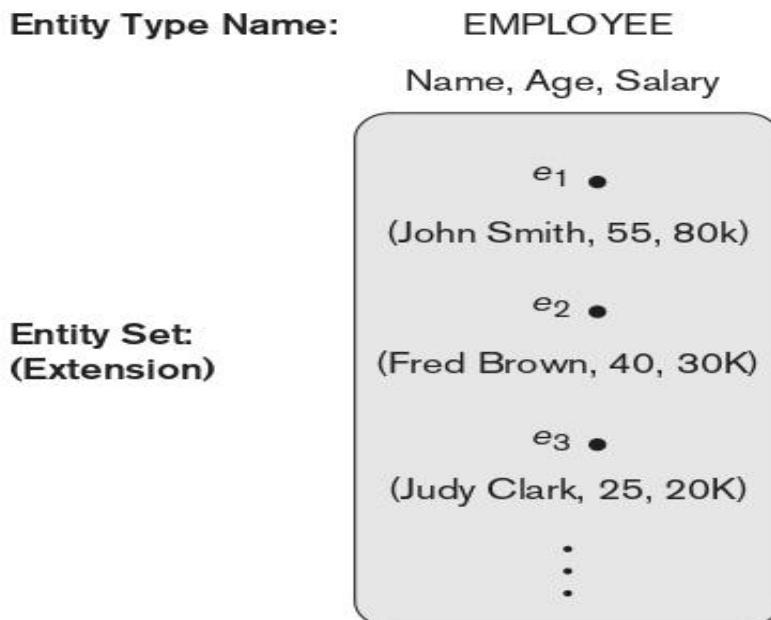 Entity Type Name: EMPLOYEE
Name, Age, Salary
e1
(John Smith, 55, 80k)
e2
Entity Set:
(Extension)
(Fred Brown, 40, 30K)
e3
(Judy Clark, 25, 20K)